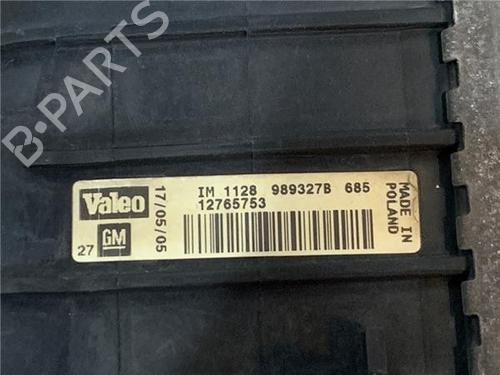 B-PARTS
Valeo
27 GM
17/05/05
IM 1128 989327B 685
12765753
MADE IN
POLAND